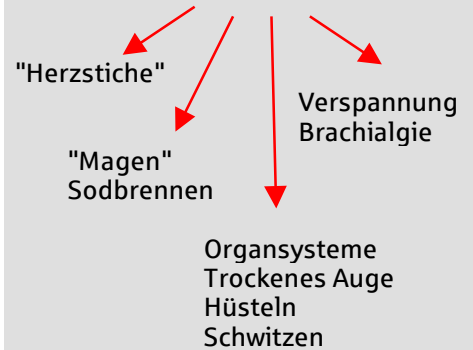 "Herzstiche"
Verspannung
Brachialgie
"Magen"
Sodbrennen
Organsysteme
Trockenes Auge
Hüsteln
Schwitzen